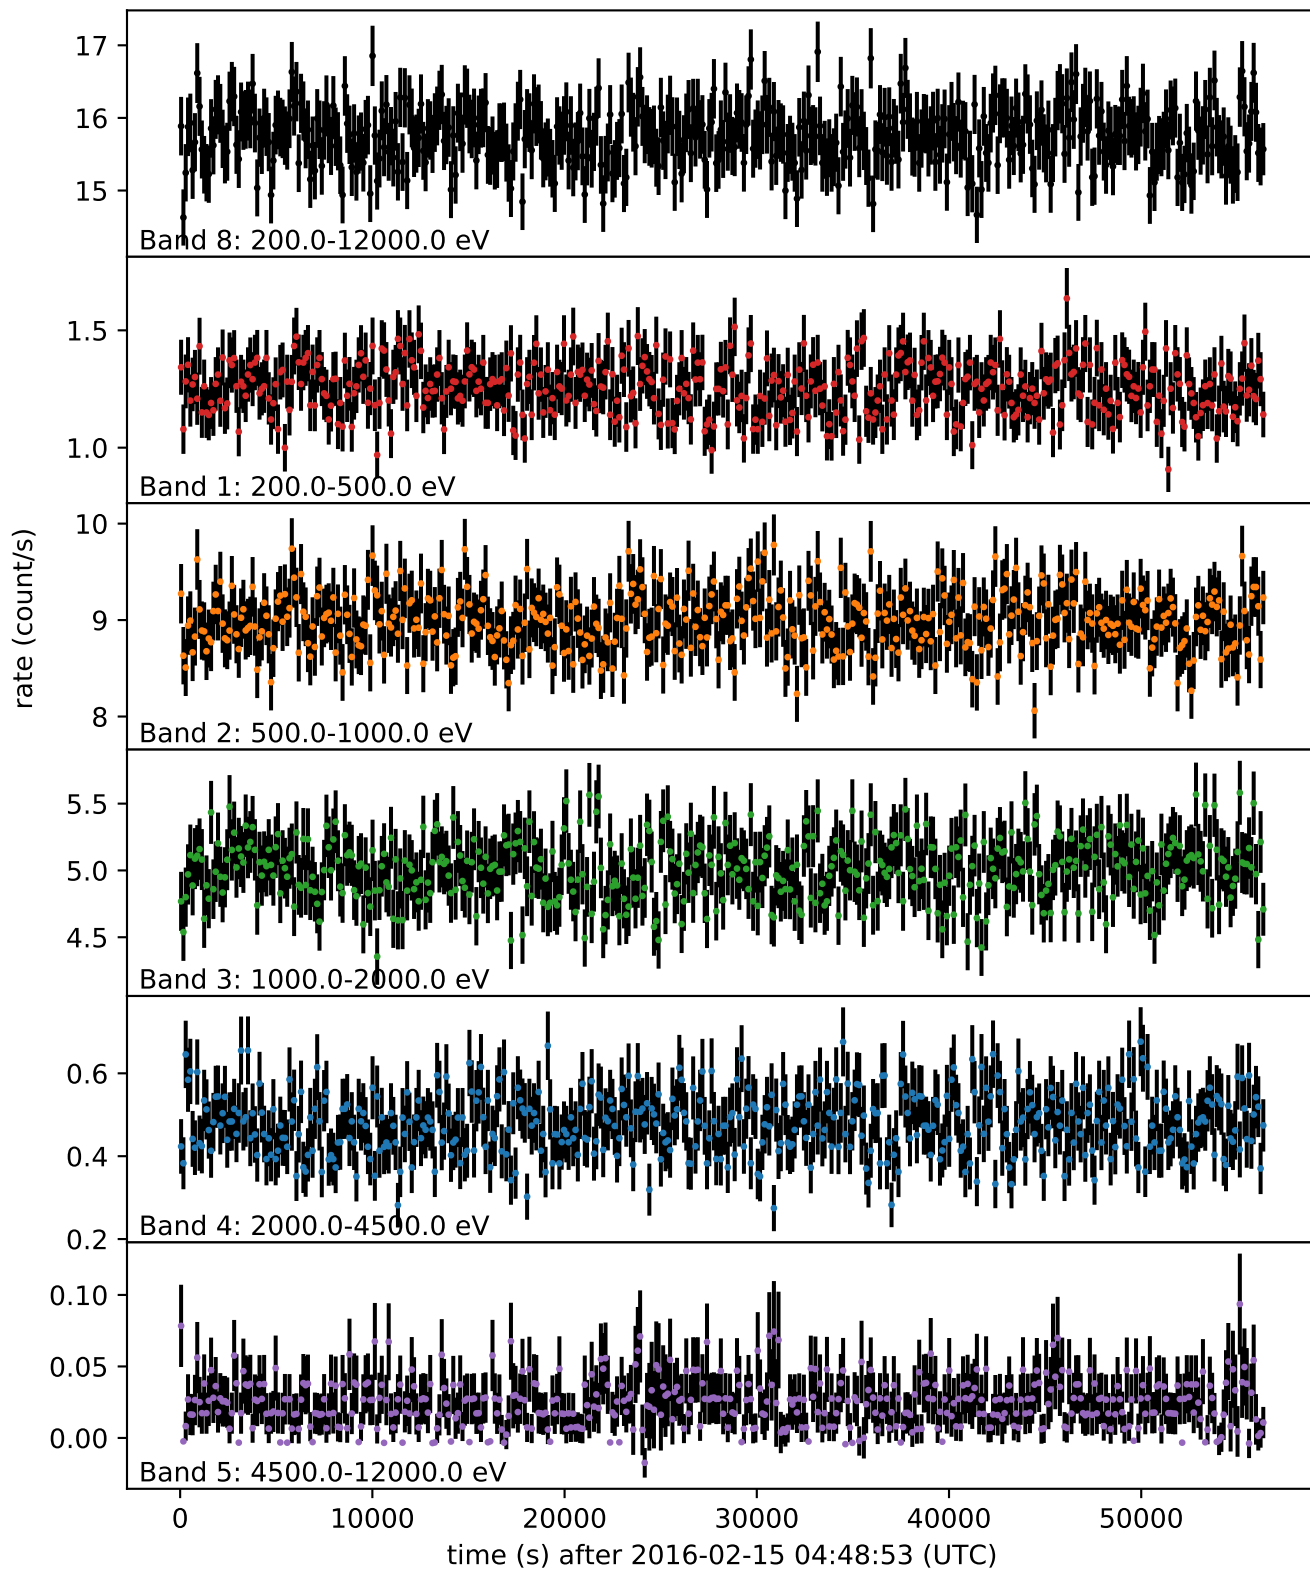 17
16
15
Band 8: 200.0-12000.0 eV
1.5
1.0
Band 1: 200.0-500.0 eV
rate (count/s)
10
9
8
Band 2: 500.0-1000.0 eV
5.5
5.0
4.5
Band 3: 1000.0-2000.0 eV
0.6
0.4
0.2
Band 4: 2000.0-4500.0 eV
0.10
0.05
0.00
Band 5: 4500.0-12000.0 eV
0 10000 20000 30000 40000 50000
time (s) after 2016-02-15 04:48:53 (UTC)